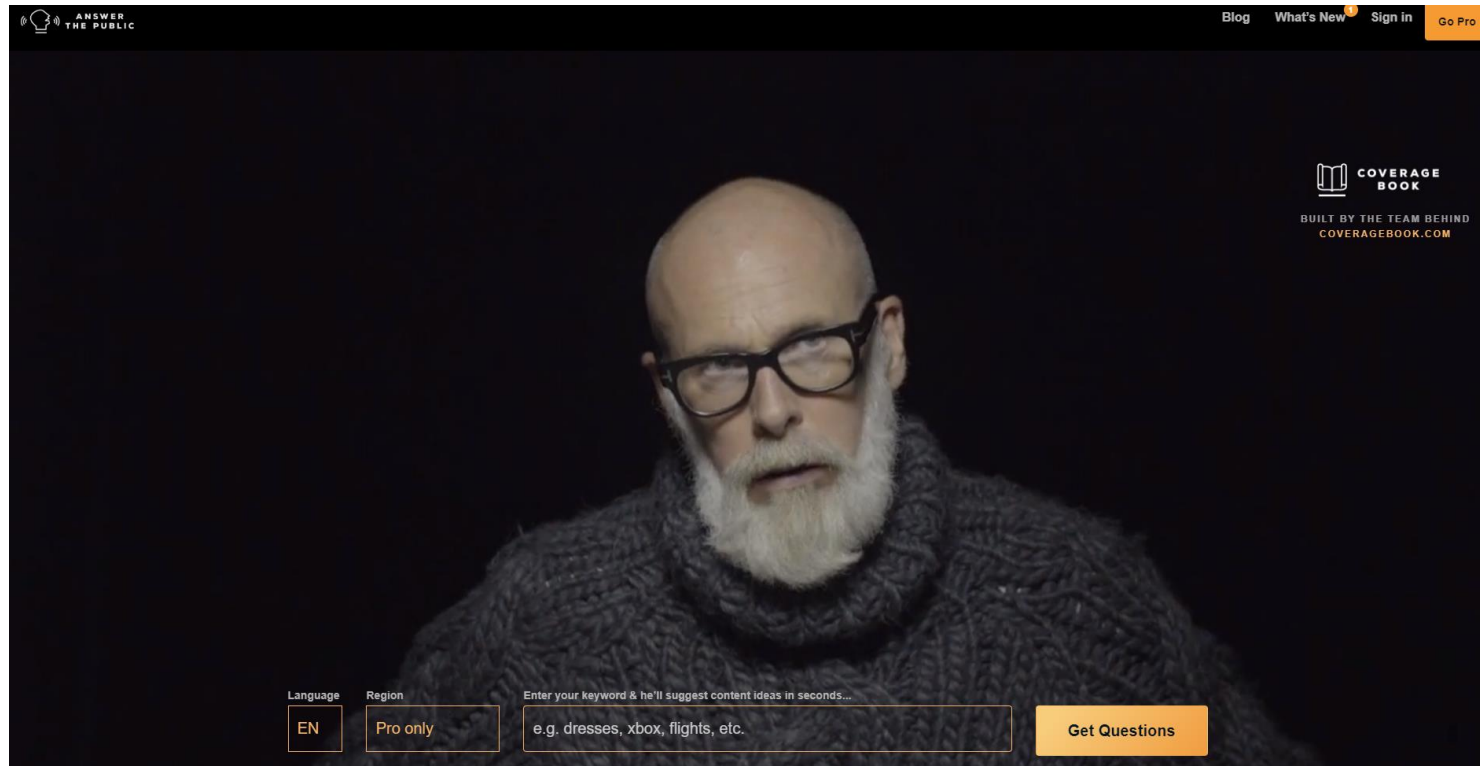 ANSWER
THE PUBLIC
Blog What's New 1 Sign in Go Pro
COVERAGE
BOOK
BUILT BY THE TEAM BEHIND
COVERAGEBOOK.COM
Language Region Enter your keyword & he'll suggest content ideas in seconds...
EN Pro only e.g. dresses, xbox, flights, etc. Get Questions